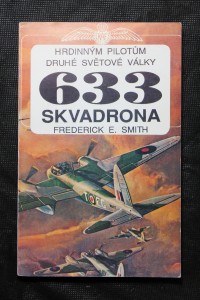 HRDINNÝM PILOTŮM
DRUHÉ SVĚTOVÉ VÁLKY
633
SKVADRONA
FREDERICK E. SMITH